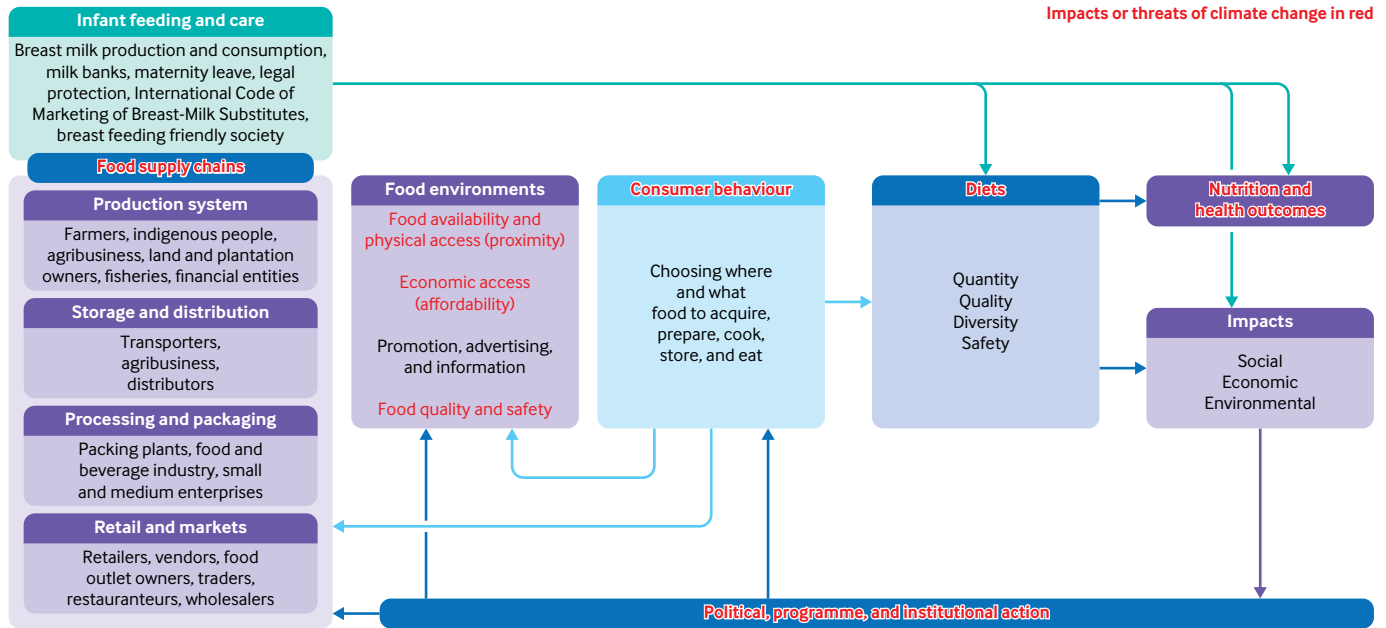 Impacts or threats of climate change in red
Infant feeding and care
Breast milk production and consumption,
milk banks, maternity leave, legal
protection, International Code of
Marketing of Breast-Milk Substitutes,
breast feeding friendly society
Food supply chains
Production system
Farmers, indigenous people,
agribusiness, land and plantation
owners, fisheries, financial entities
Storage and distribution
Transporters,
agribusiness,
distributors
Processing and packaging
Packing plants, food and
beverage industry, small
and medium enterprises
Retail and markets
Retailers, vendors, food
outlet owners, traders,
restauranteurs, wholesalers
Food environments
Food availability and
physical access (proximity)
Economic access
(affordability)
Promotion, advertising,
and information
Food quality and safety
Consumer behaviour
Choosing where
and what
food to acquire,
prepare, cook,
store, and eat
Diets
Quantity
Quality
Diversity
Safety
Nutrition and
health outcomes
Impacts
Social
Economic
Environmental
Political, programme, and institutional action